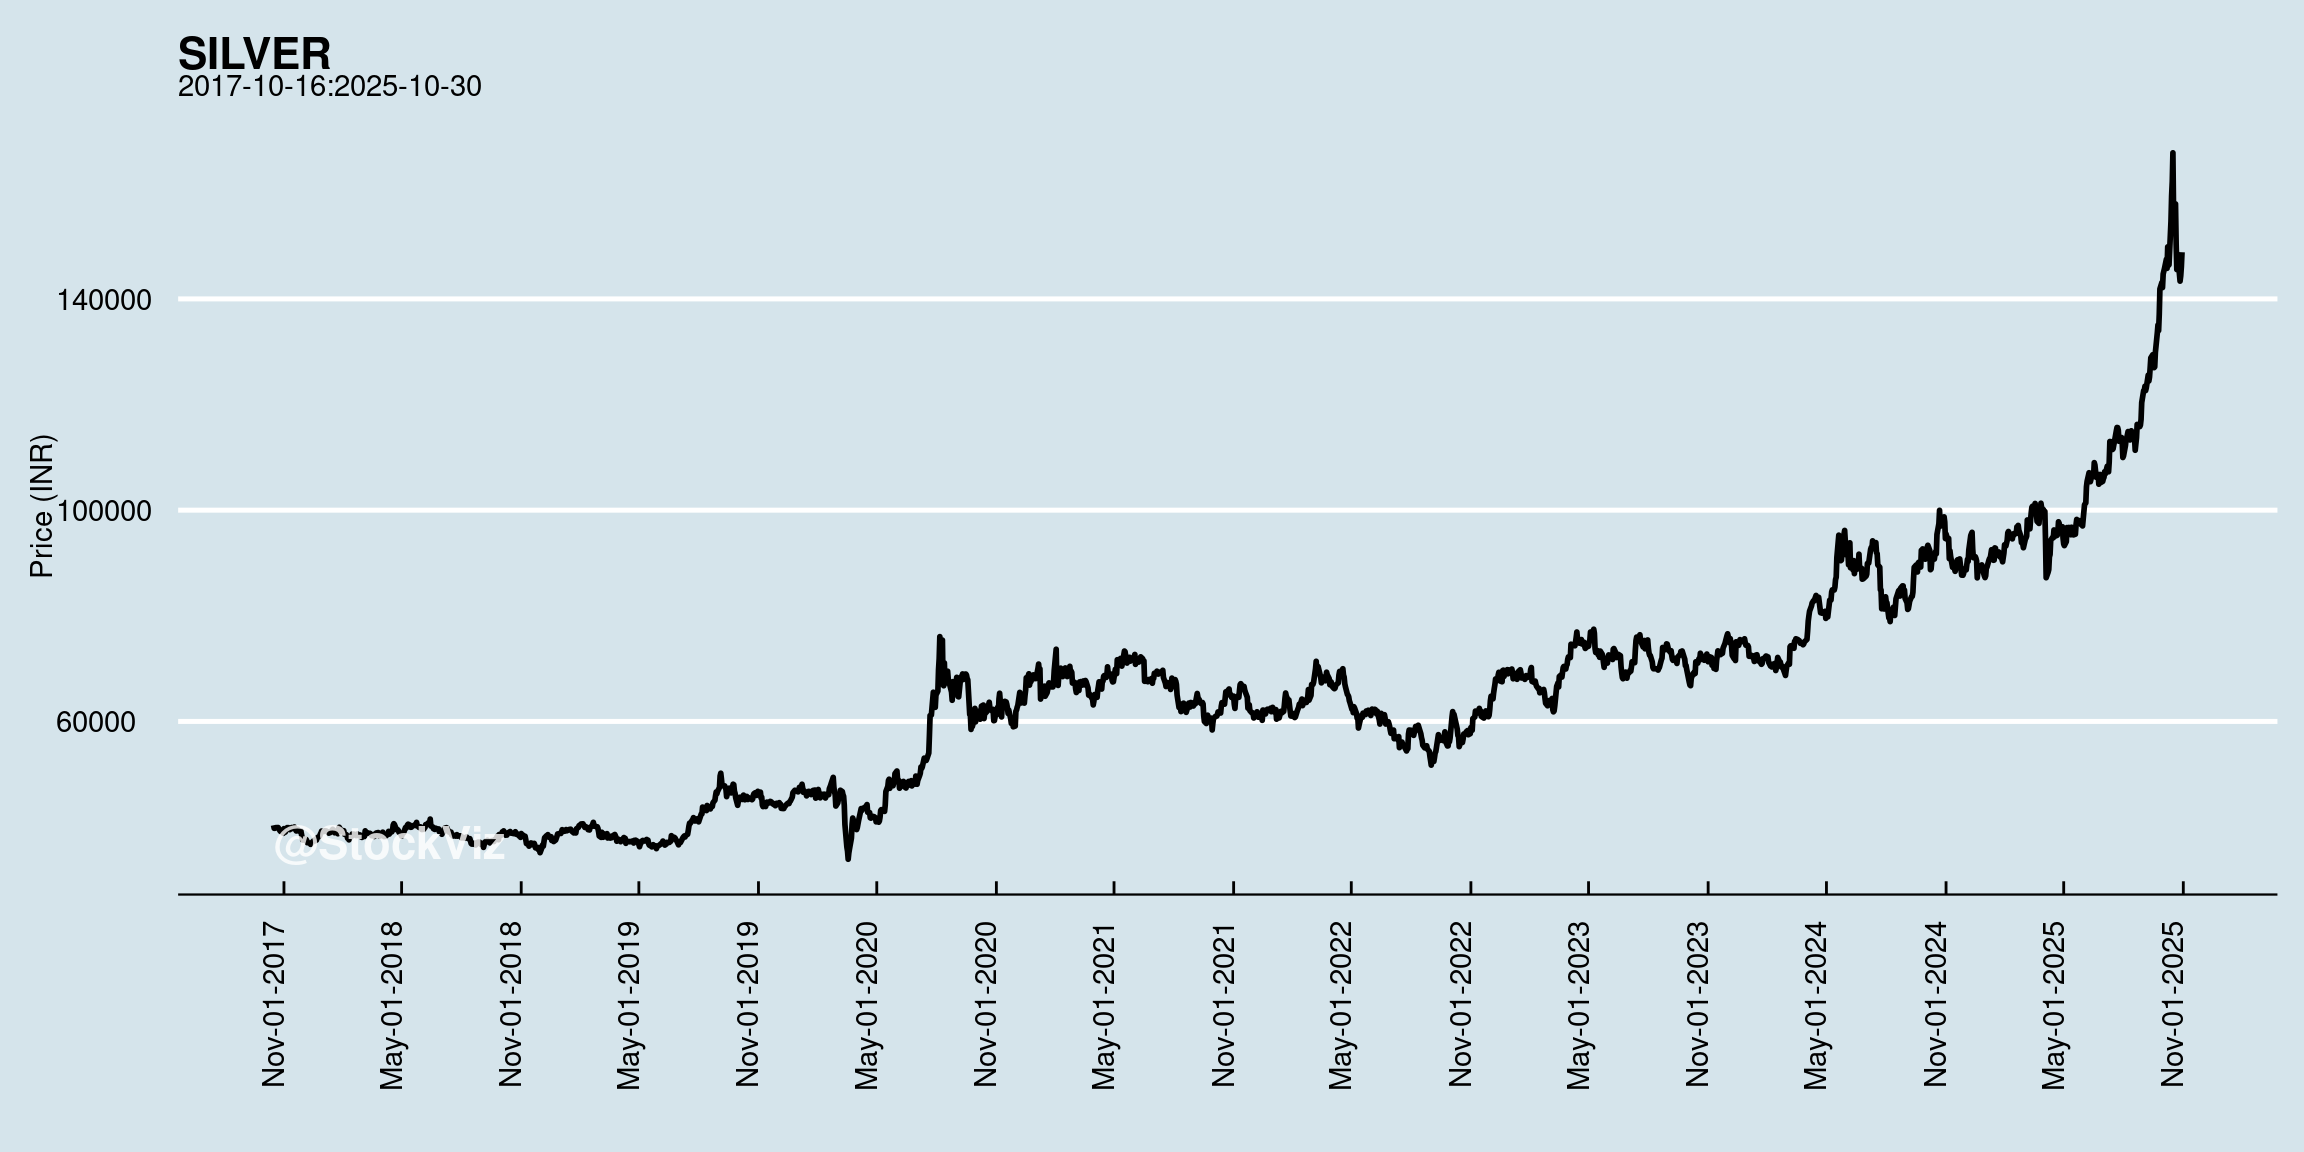 SILVER
2017-10-16:2025-10-30
Price (INR)
140000
100000
60000
@StockViz
Nov-01-2017
May-01-2018
Nov-01-2018
May-01-2019
Nov-01-2019
May-01-2020
Nov-01-2020
May-01-2021
Nov-01-2021
May-01-2022
Nov-01-2022
May-01-2023
Nov-01-2023
May-01-2024
Nov-01-2024
May-01-2025
Nov-01-2025